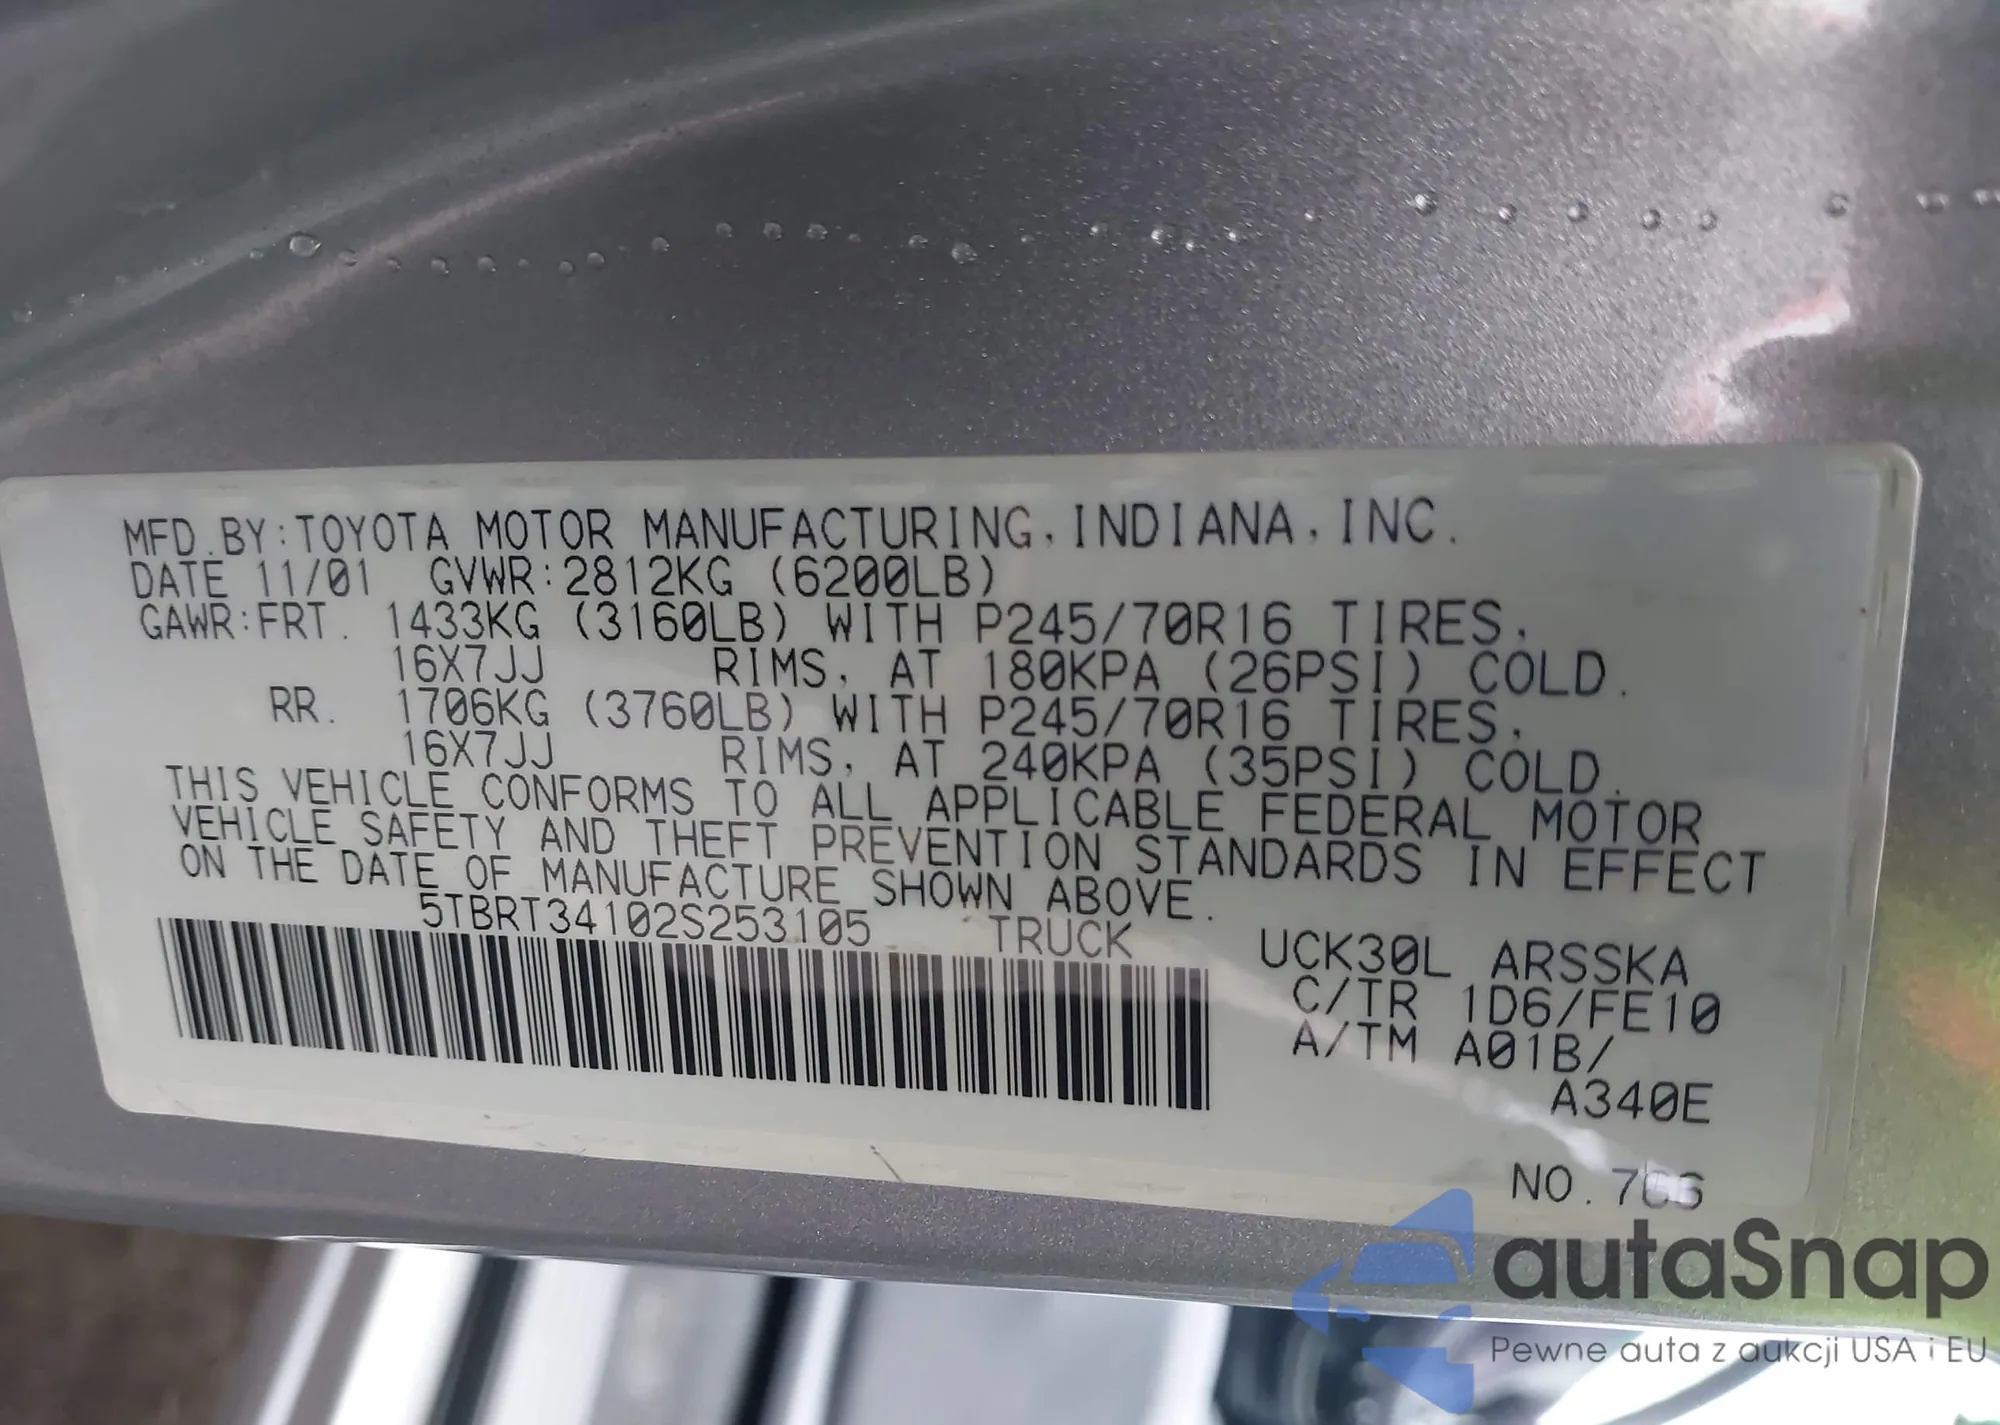 MFD.BY:TOYOTA MOTOR MANUFACTURING,INDIANA,INC.
DATE 11/01 GVWR:2812KG (6200LB)
GAWR:FRT. 1433KG (3160LB) WITH P245/70R16 TIRES,
16X7JJ RIMS, AT 180KPA (26PSI) COLD.
RR. 1706KG (3760LB) WITH P245/70R16 TIRES,
16X7JJ RIMS, AT 240KPA (35PSI) COLD.
THIS VEHICLE CONFORMS TO ALL APPLICABLE FEDERAL MOTOR
VEHICLE SAFETY AND THEFT PREVENTION STANDARDS IN EFFECT
ON THE DATE OF MANUFACTURE SHOWN ABOVE.
5TBRT34102S253105 TRUCK
UCK30L ARSSKA
C/TR 1D6/FE10
A/TM A01B/
A340E
NO.
autaSnap
Pewne auta z aukcji USA i EU